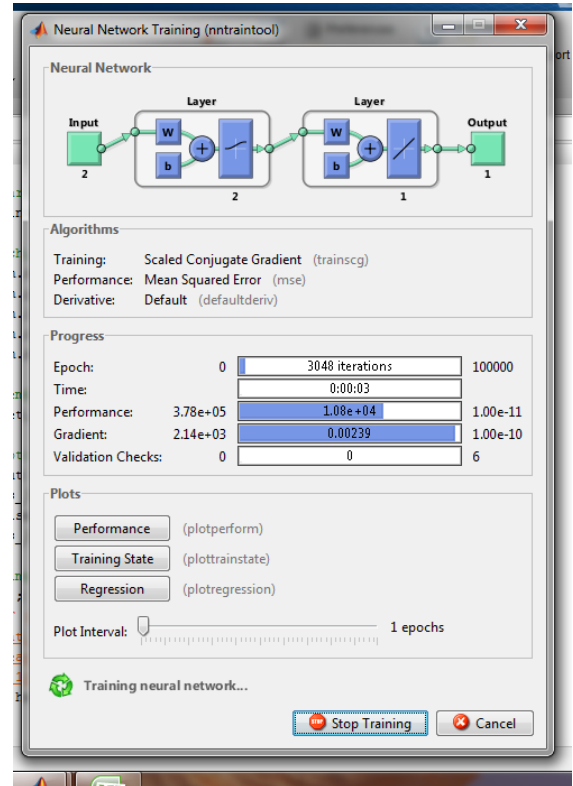 Neural Network Training (nntraintool)
ort
Neural Network
Layer Layer
Input W W Output
b b
2 1
2 1
Algorithms
Training: Scaled Conjugate Gradient (trainscg)
Performance: Mean Squared Error (mse)
Derivative: Default (defaultderiv)
Progress
Epoch: 0 3048 iterations 100000
Time: 0:00:03
Performance: 3.78e+05 1.08e+04 1.00e-11
Gradient: 2.14e+03 0.00239 1.00e-10
Validation Checks: 0 0 6
Plots
Performance (plotperform)
Training State (plottrainstate)
Regression (plotregression)
Plot Interval: 1 epochs
Training neural network...
STOP Stop Training Cancel